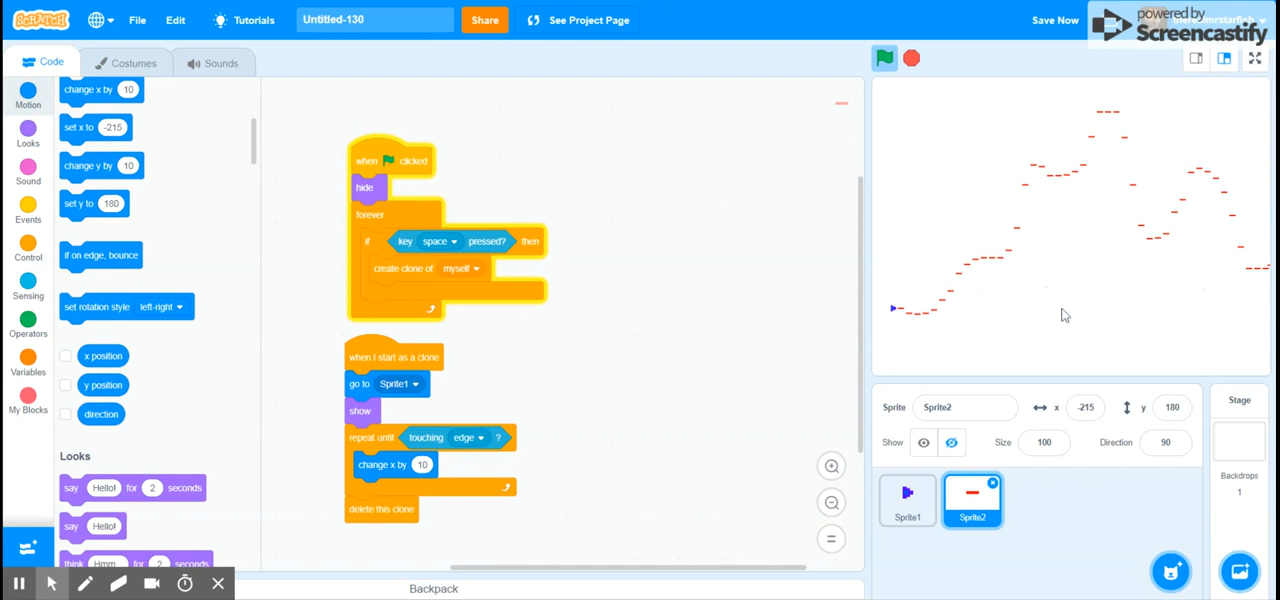 SCRATCH
File
Edit
Tutorials
Untitled-130
Share
See Project Page
Save Now
powered by
Screencastify
Code
Costumes
Sounds
Motion
Looks
Sound
Events
Control
Sensing
Operators
Variables
My Blocks
change x by 10
set x to -215
change y by 10
set y to 180
if on edge, bounce
set rotation style left-right
x position
y position
direction
Looks
say Hello! for 2 seconds
say Hello!
think Hmm... for 2 seconds
when clicked
hide
forever
if key space pressed? then
create clone of myself
when I start as a clone
go to Sprite1
show
repeat until touching edge ?
change x by 10
delete this clone
Backpack
Sprite Sprite2 x -215 y 180
Show Size 100 Direction 90
Sprite1
Sprite2
Stage
Backdrops
1